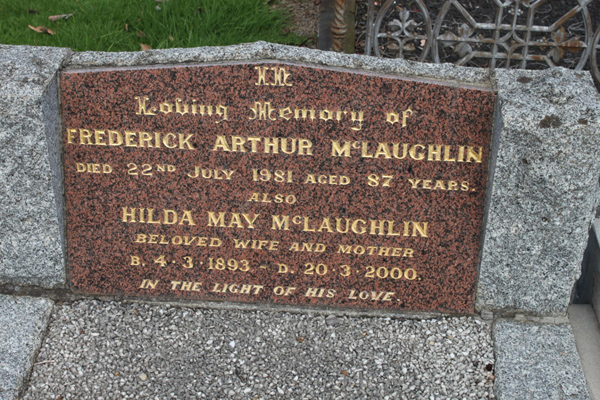 In
Loving Memory of
FREDERICK ARTHUR McLAUGHLIN
DIED 22ND JULY 1981 AGED 87 YEARS.
ALSO
HILDA MAY McLAUGHLIN
BELOVED WIFE AND MOTHER
B. 4·3·1893 - D. 20·3·2000.
IN THE LIGHT OF HIS LOVE.